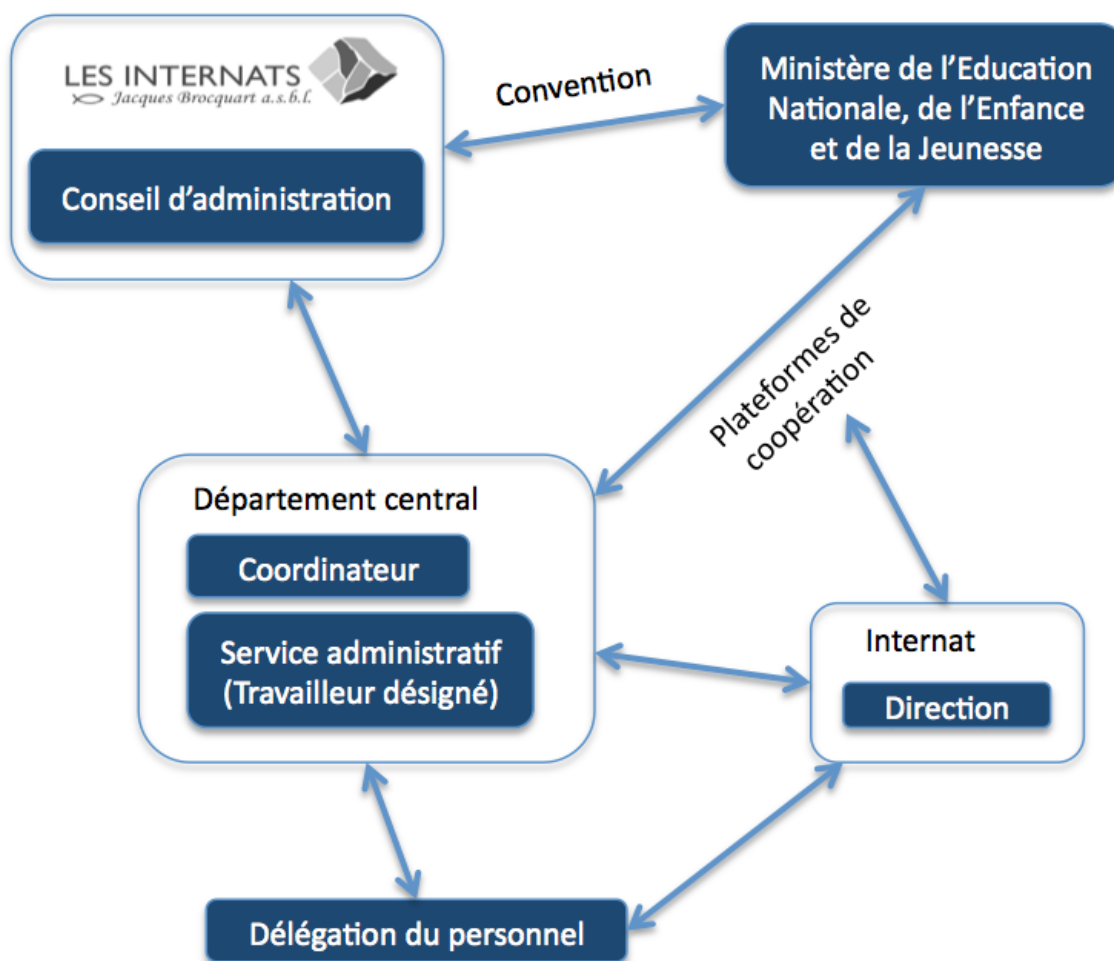 LES INTERNATS
Jacques Brocquart a.s.b.l.
Conseil d'administration
Convention
Ministère de l'Education
Nationale, de l'Enfance
et de la Jeunesse
Plateformes de
coopération
Département central
Coordinateur
Service administratif
(Travailleur désigné)
Internat
Direction
Délégation du personnel